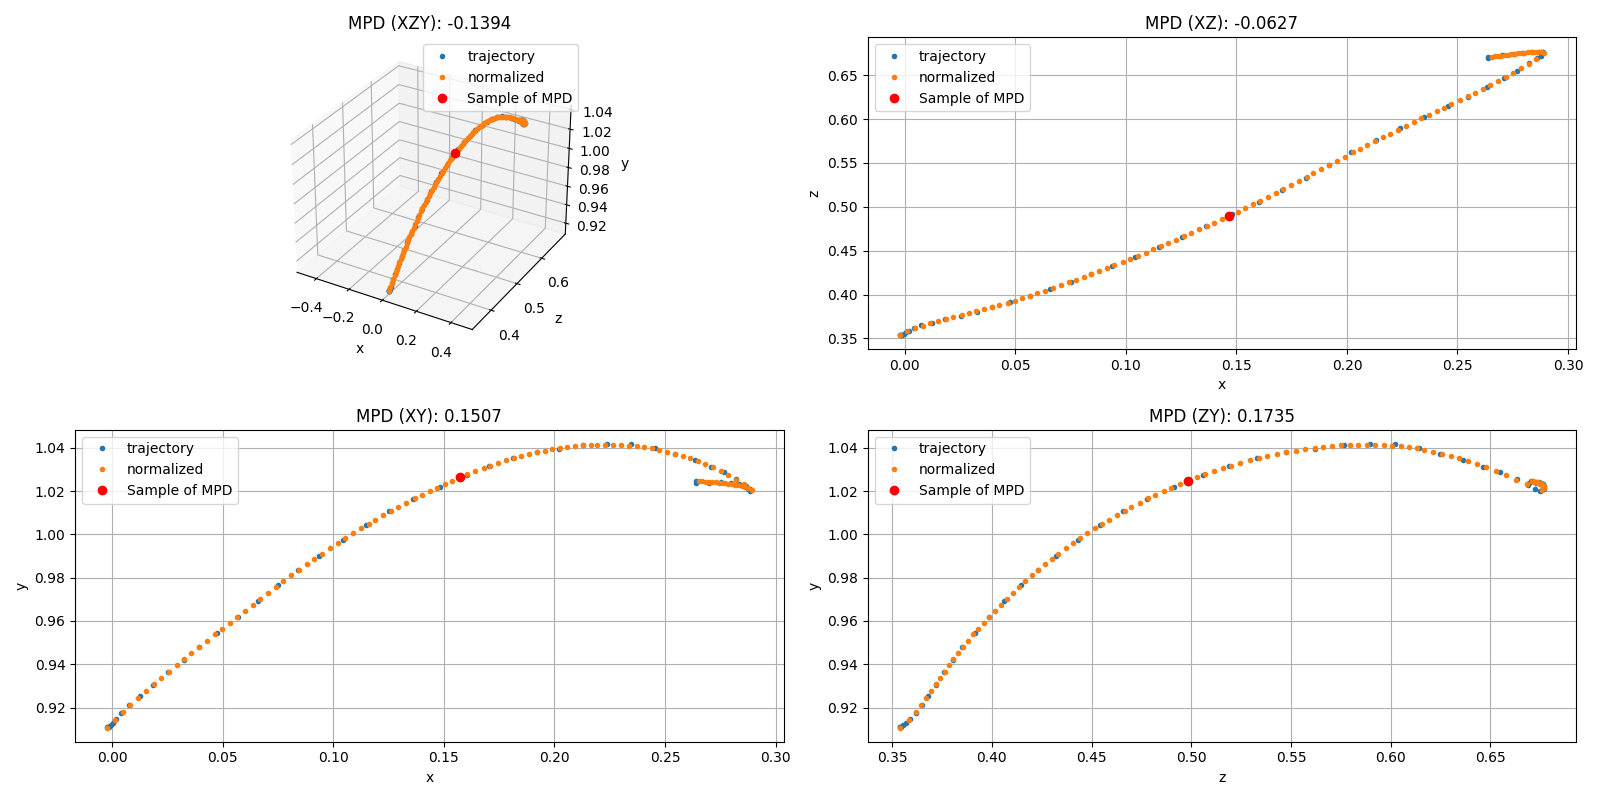 MPD (XZY): -0.1394
trajectory
normalized
Sample of MPD
1.04
1.02
1.00
0.98
0.96
0.94
0.92
y
0.6
0.5
0.4
z
−0.4
−0.2
0.0
0.2
0.4
x
MPD (XZ): -0.0627
trajectory
normalized
Sample of MPD
0.65
0.60
0.55
0.50
0.45
0.40
0.35
z
0.00 0.05 0.10 0.15 0.20 0.25 0.30
x
MPD (XY): 0.1507
trajectory
normalized
Sample of MPD
1.04
1.02
1.00
0.98
0.96
0.94
0.92
y
0.00 0.05 0.10 0.15 0.20 0.25 0.30
x
MPD (ZY): 0.1735
trajectory
normalized
Sample of MPD
1.04
1.02
1.00
0.98
0.96
0.94
0.92
y
0.35 0.40 0.45 0.50 0.55 0.60 0.65
z